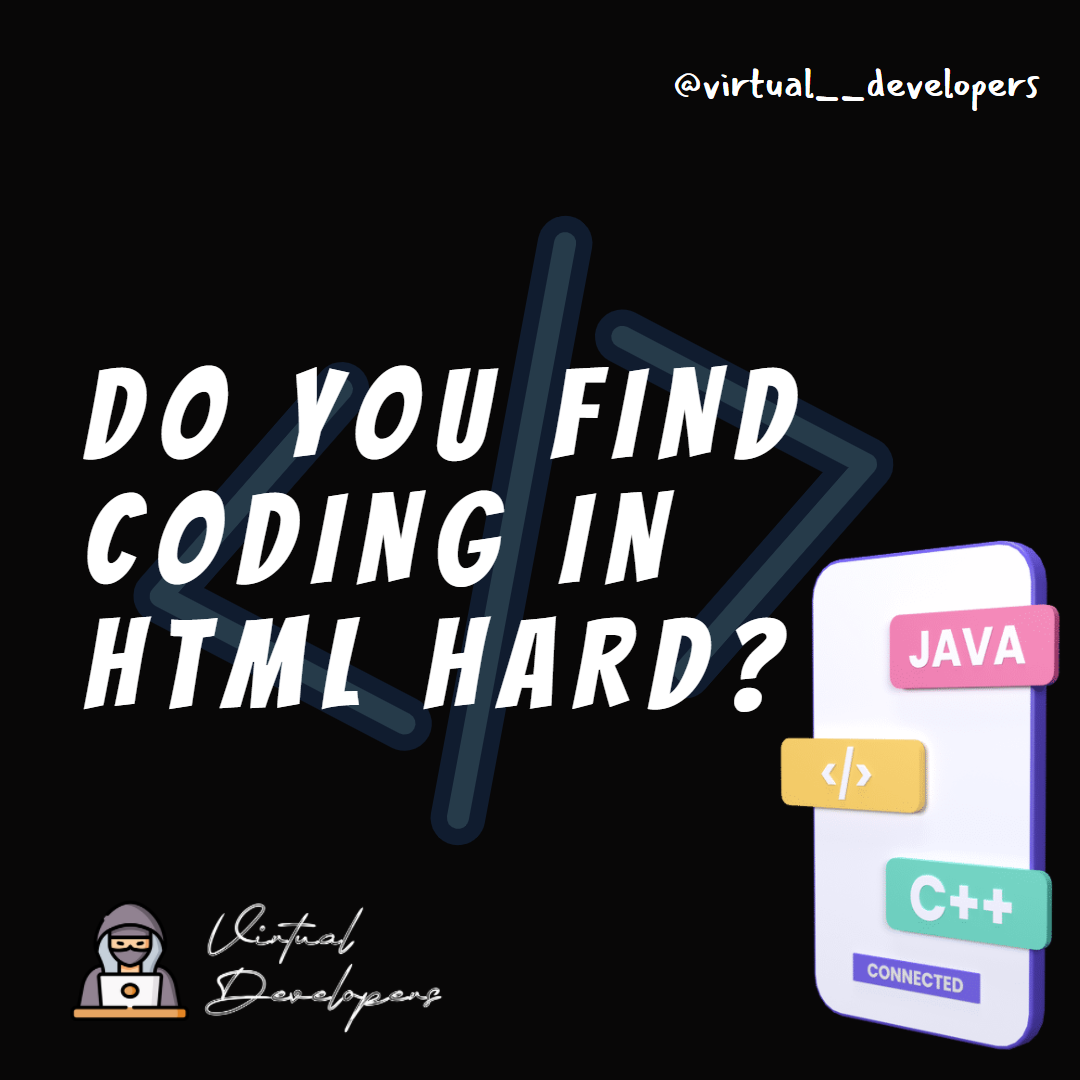 @virtual__developers
DO YOU FIND
CODING IN
HTML HARD?
JAVA
</>
C++
CONNECTED
Virtual
Developers